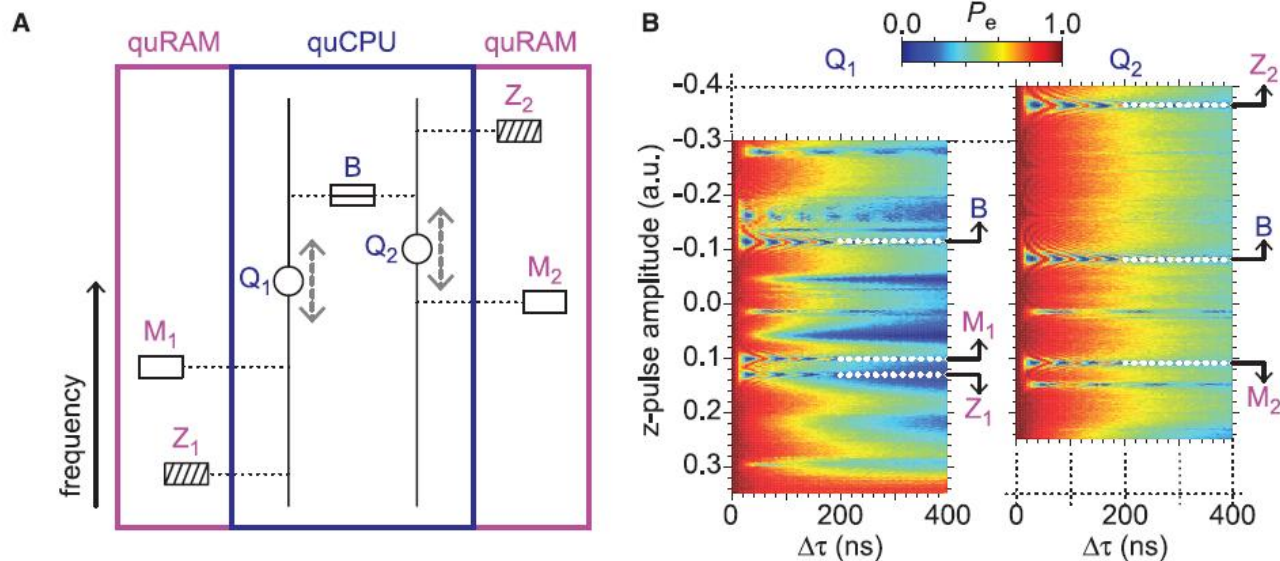 A
quRAM
quCPU
quRAM
Z2
B
Q1
Q2
M1
M2
Z1
frequency
B
0.0
Pe
1.0
Q1
Q2
z-pulse amplitude (a.u.)
-0.4
-0.3
-0.2
-0.1
0.0
0.1
0.2
0.3
B
M1
Z1
Z2
B
M2
0
200
400
Δτ (ns)
0
200
400
Δτ (ns)